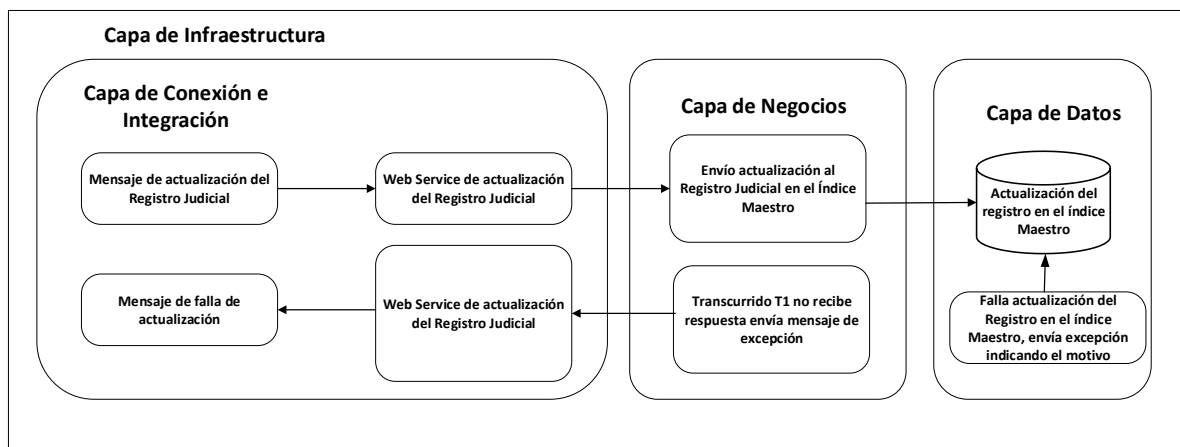 Capa de Infraestructura
Capa de Conexión e
Integración
Mensaje de actualización del
Registro Judicial
Web Service de actualización
del Registro Judicial
Mensaje de falla de
actualización
Web Service de actualización
del Registro Judicial
Capa de Negocios
Envío actualización al
Registro Judicial en el Índice
Maestro
Transcurrido T1 no recibe
respuesta envía mensaje de
excepción
Capa de Datos
Actualización del
registro en el índice
Maestro
Falla actualización del
Registro en el índice
Maestro, envía excepción
indicando el motivo